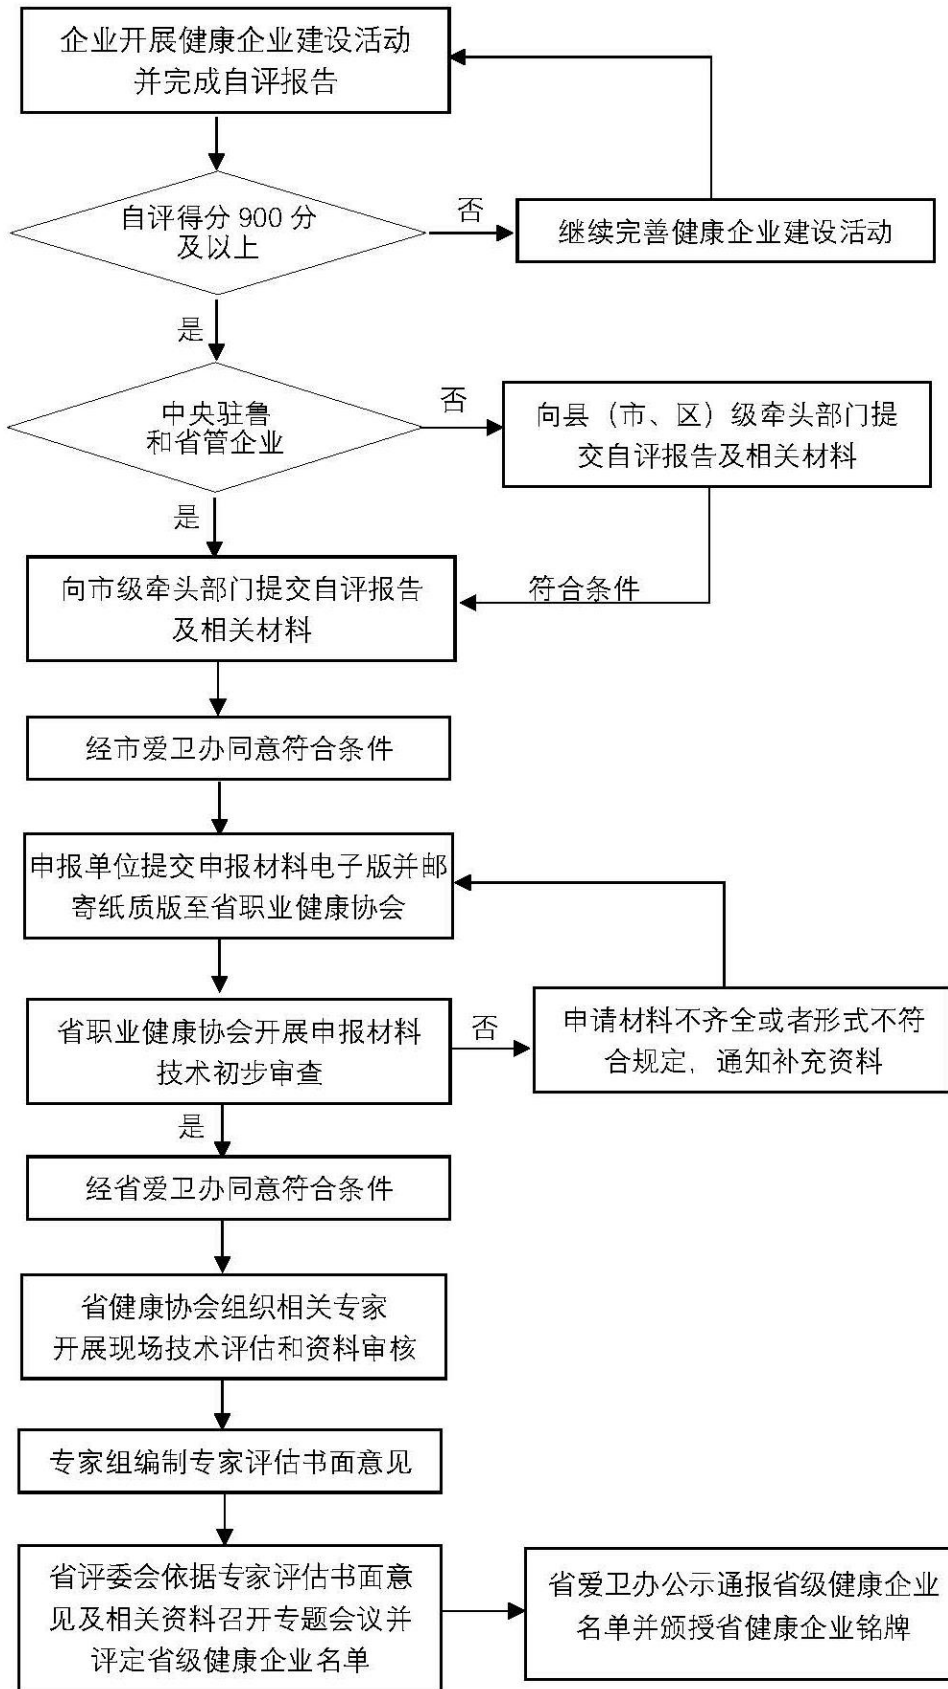 企业开展健康企业建设活动
并完成自评报告
自评得分 900 分
及以上
否
继续完善健康企业建设活动
是
中央驻鲁
和省管企业
否
向县（市、区）级牵头部门提
交自评报告及相关材料
是
向市级牵头部门提交自评报告
及相关材料
符合条件
经市爱卫办同意符合条件
申报单位提交申报材料电子版并邮
寄纸质版至省职业健康协会
省职业健康协会开展申报材料
技术初步审查
否
申请材料不齐全或者形式不符
合规定，通知补充资料
是
经省爱卫办同意符合条件
省健康协会组织相关专家
开展现场技术评估和资料审核
专家组编制专家评估书面意见
省评委会依据专家评估书面意
见及相关资料召开专题会议并
评定省级健康企业名单
省爱卫办公示通报省级健康企业
名单并颁授省健康企业铭牌